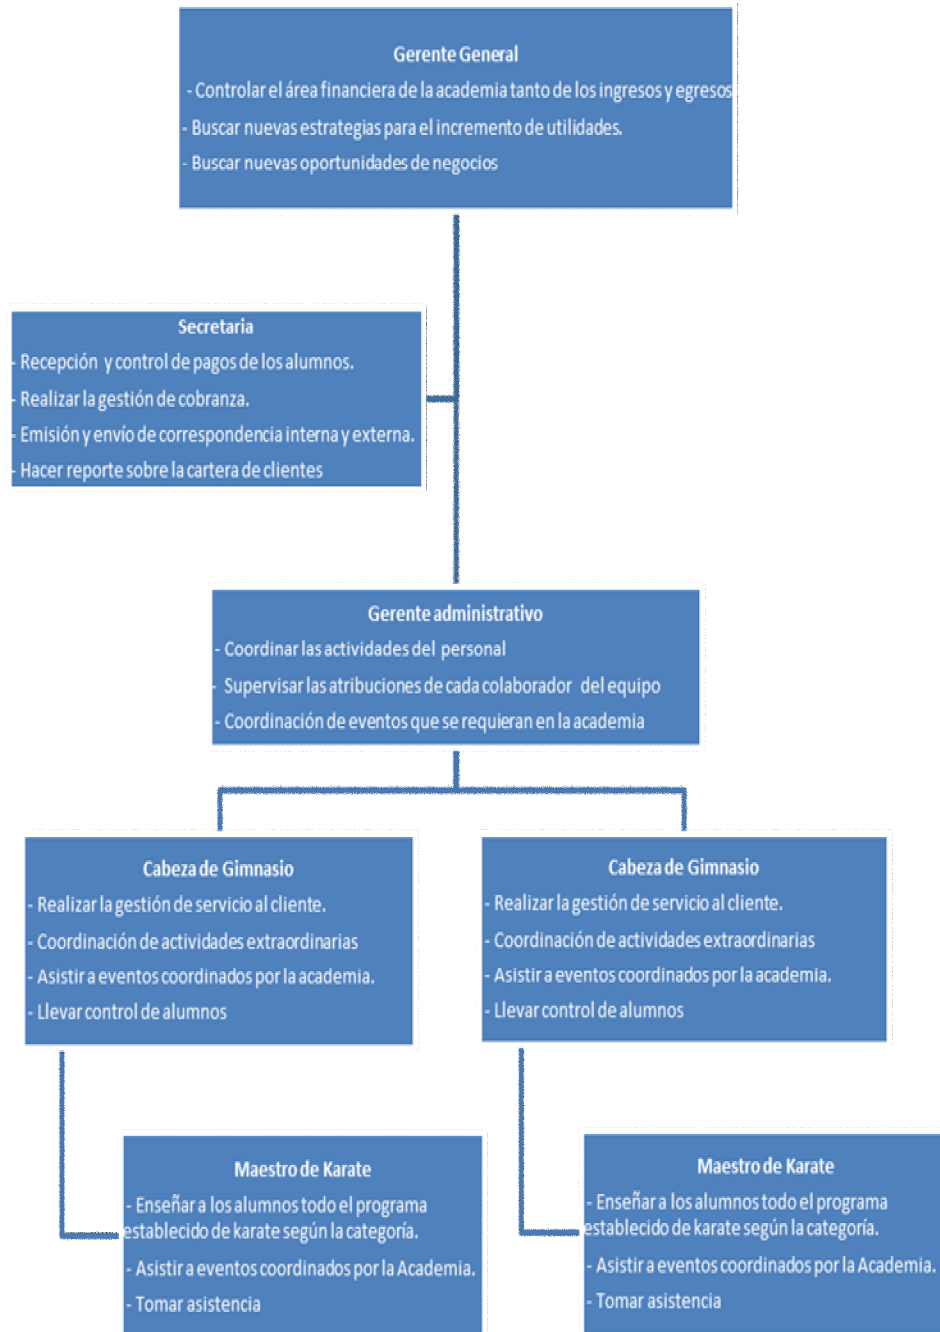 Gerente General
- Controlar el área financiera de la academia tanto de los ingresos y egresos
- Buscar nuevas estrategias para el incremento de utilidades.
- Buscar nuevas oportunidades de negocios
Secretaria
- Recepción y control de pagos de los alumnos.
- Realizar la gestión de cobranza.
- Emisión y envío de correspondencia interna y externa.
- Hacer reporte sobre la cartera de clientes
Gerente administrativo
- Coordinar las actividades del personal
- Supervisar las atribuciones de cada colaborador del equipo
- Coordinación de eventos que se requieran en la academia
Cabeza de Gimnasio
- Realizar la gestión de servicio al cliente.
- Coordinación de actividades extraordinarias
- Asistir a eventos coordinados por la academia.
- Llevar control de alumnos
Cabeza de Gimnasio
- Realizar la gestión de servicio al cliente.
- Coordinación de actividades extraordinarias
- Asistir a eventos coordinados por la academia.
- Llevar control de alumnos
Maestro de Karate
- Enseñar a los alumnos todo el programa
establecido de karate según la categoría.
- Asistir a eventos coordinados por la Academia.
- Tomar asistencia
Maestro de Karate
- Enseñar a los alumnos todo el programa
establecido de karate según la categoría.
- Asistir a eventos coordinados por la Academia.
- Tomar asistencia